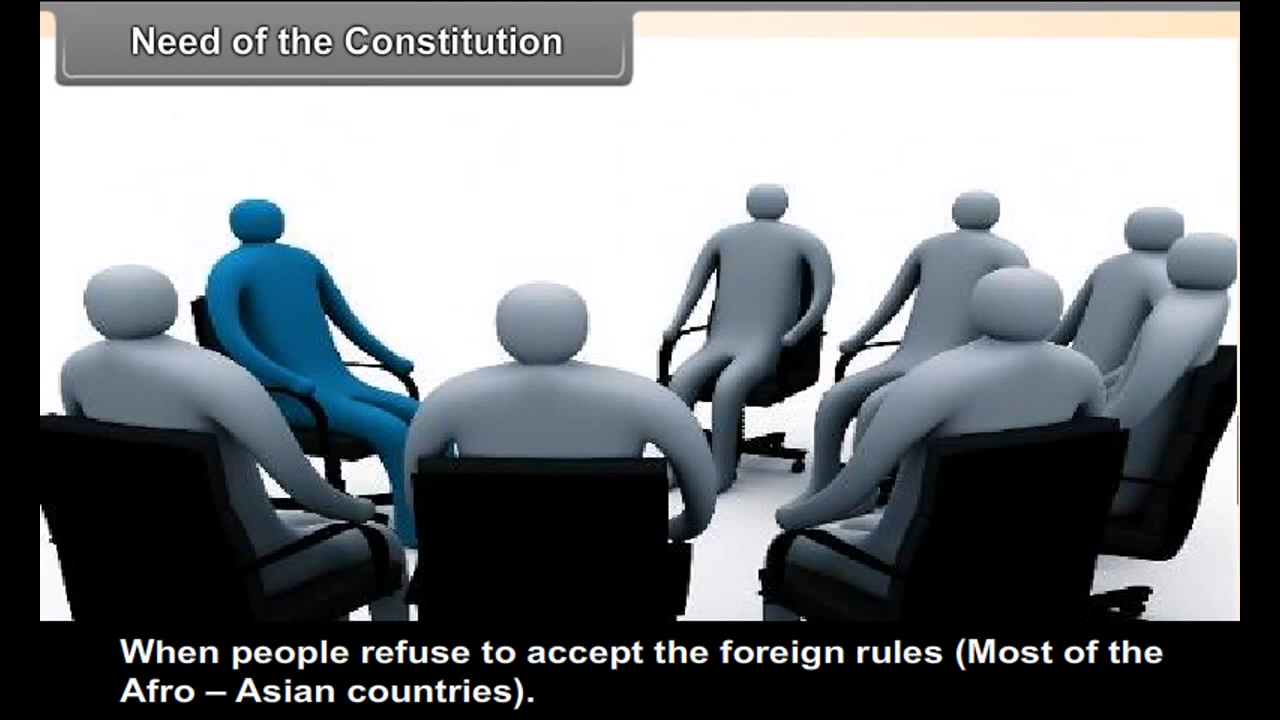 Need of the Constitution
When people refuse to accept the foreign rules (Most of the
Afro – Asian countries).